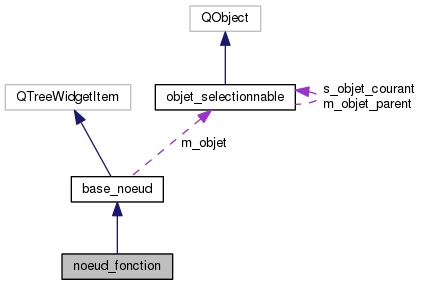 QObject
objet_selectionnable
s_objet_courant
m_objet_parent
QTreeWidgetItem
m_objet
base_noeud
noeud_fonction